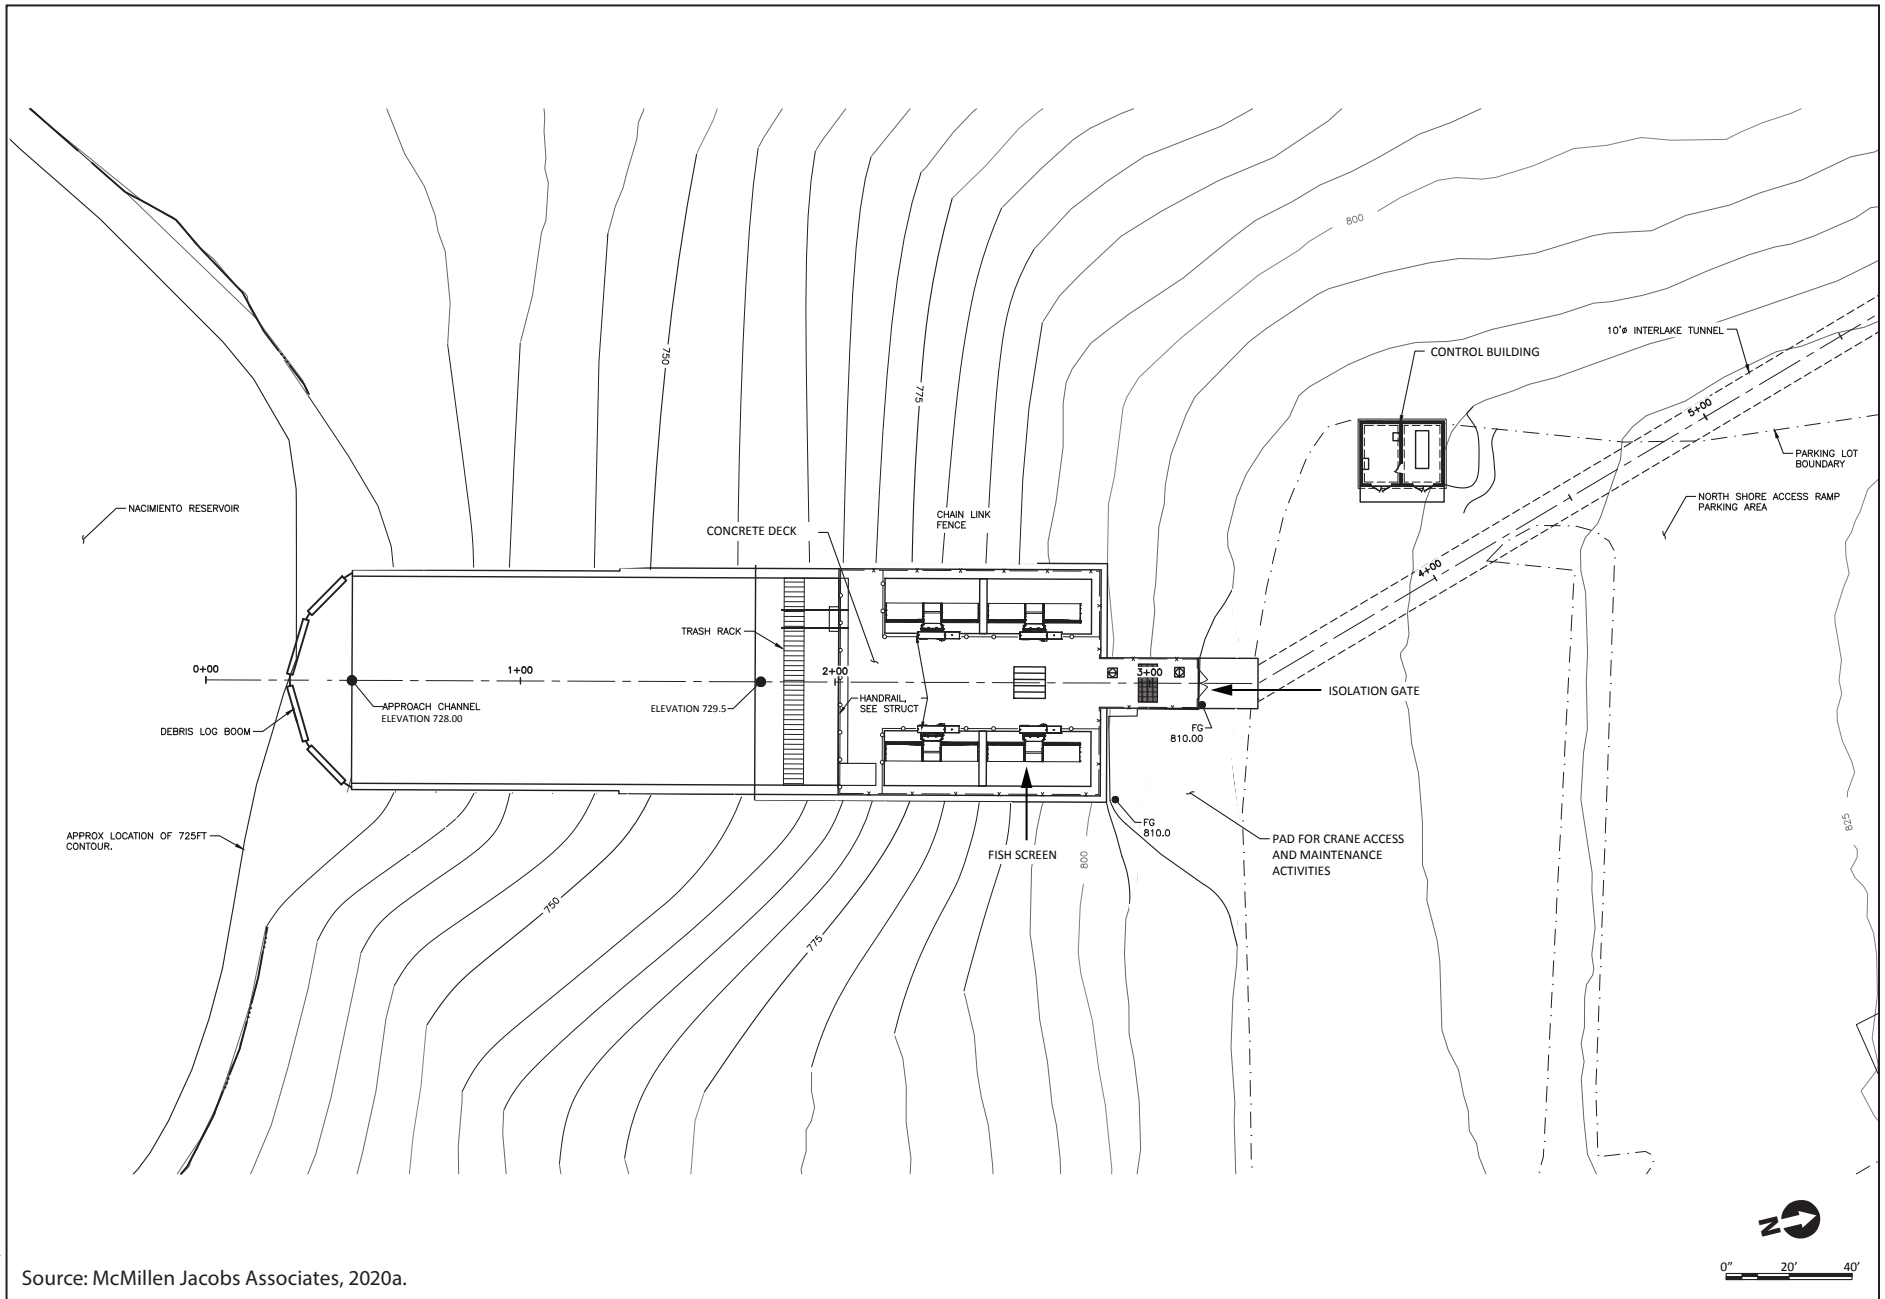 800
10'ø INTERLAKE TUNNEL
CONTROL BUILDING
750
775
5+00
PARKING LOT
BOUNDARY
NORTH SHORE ACCESS RAMP
PARKING AREA
NACIMIENTO RESERVOIR
CHAIN LINK
FENCE
CONCRETE DECK
4+00
TRASH RACK
0+00
1+00
2+00
3+00
ISOLATION GATE
APPROACH CHANNEL
ELEVATION 728.00
ELEVATION 729.5
HANDRAIL,
SEE STRUCT
DEBRIS LOG BOOM
FG
810.00
FG
810.0
APPROX LOCATION OF 725FT
CONTOUR.
FISH SCREEN
800
PAD FOR CRANE ACCESS
AND MAINTENANCE
ACTIVITIES
825
750
775
N
0"
20'
40'
Source: McMillen Jacobs Associates, 2020a.